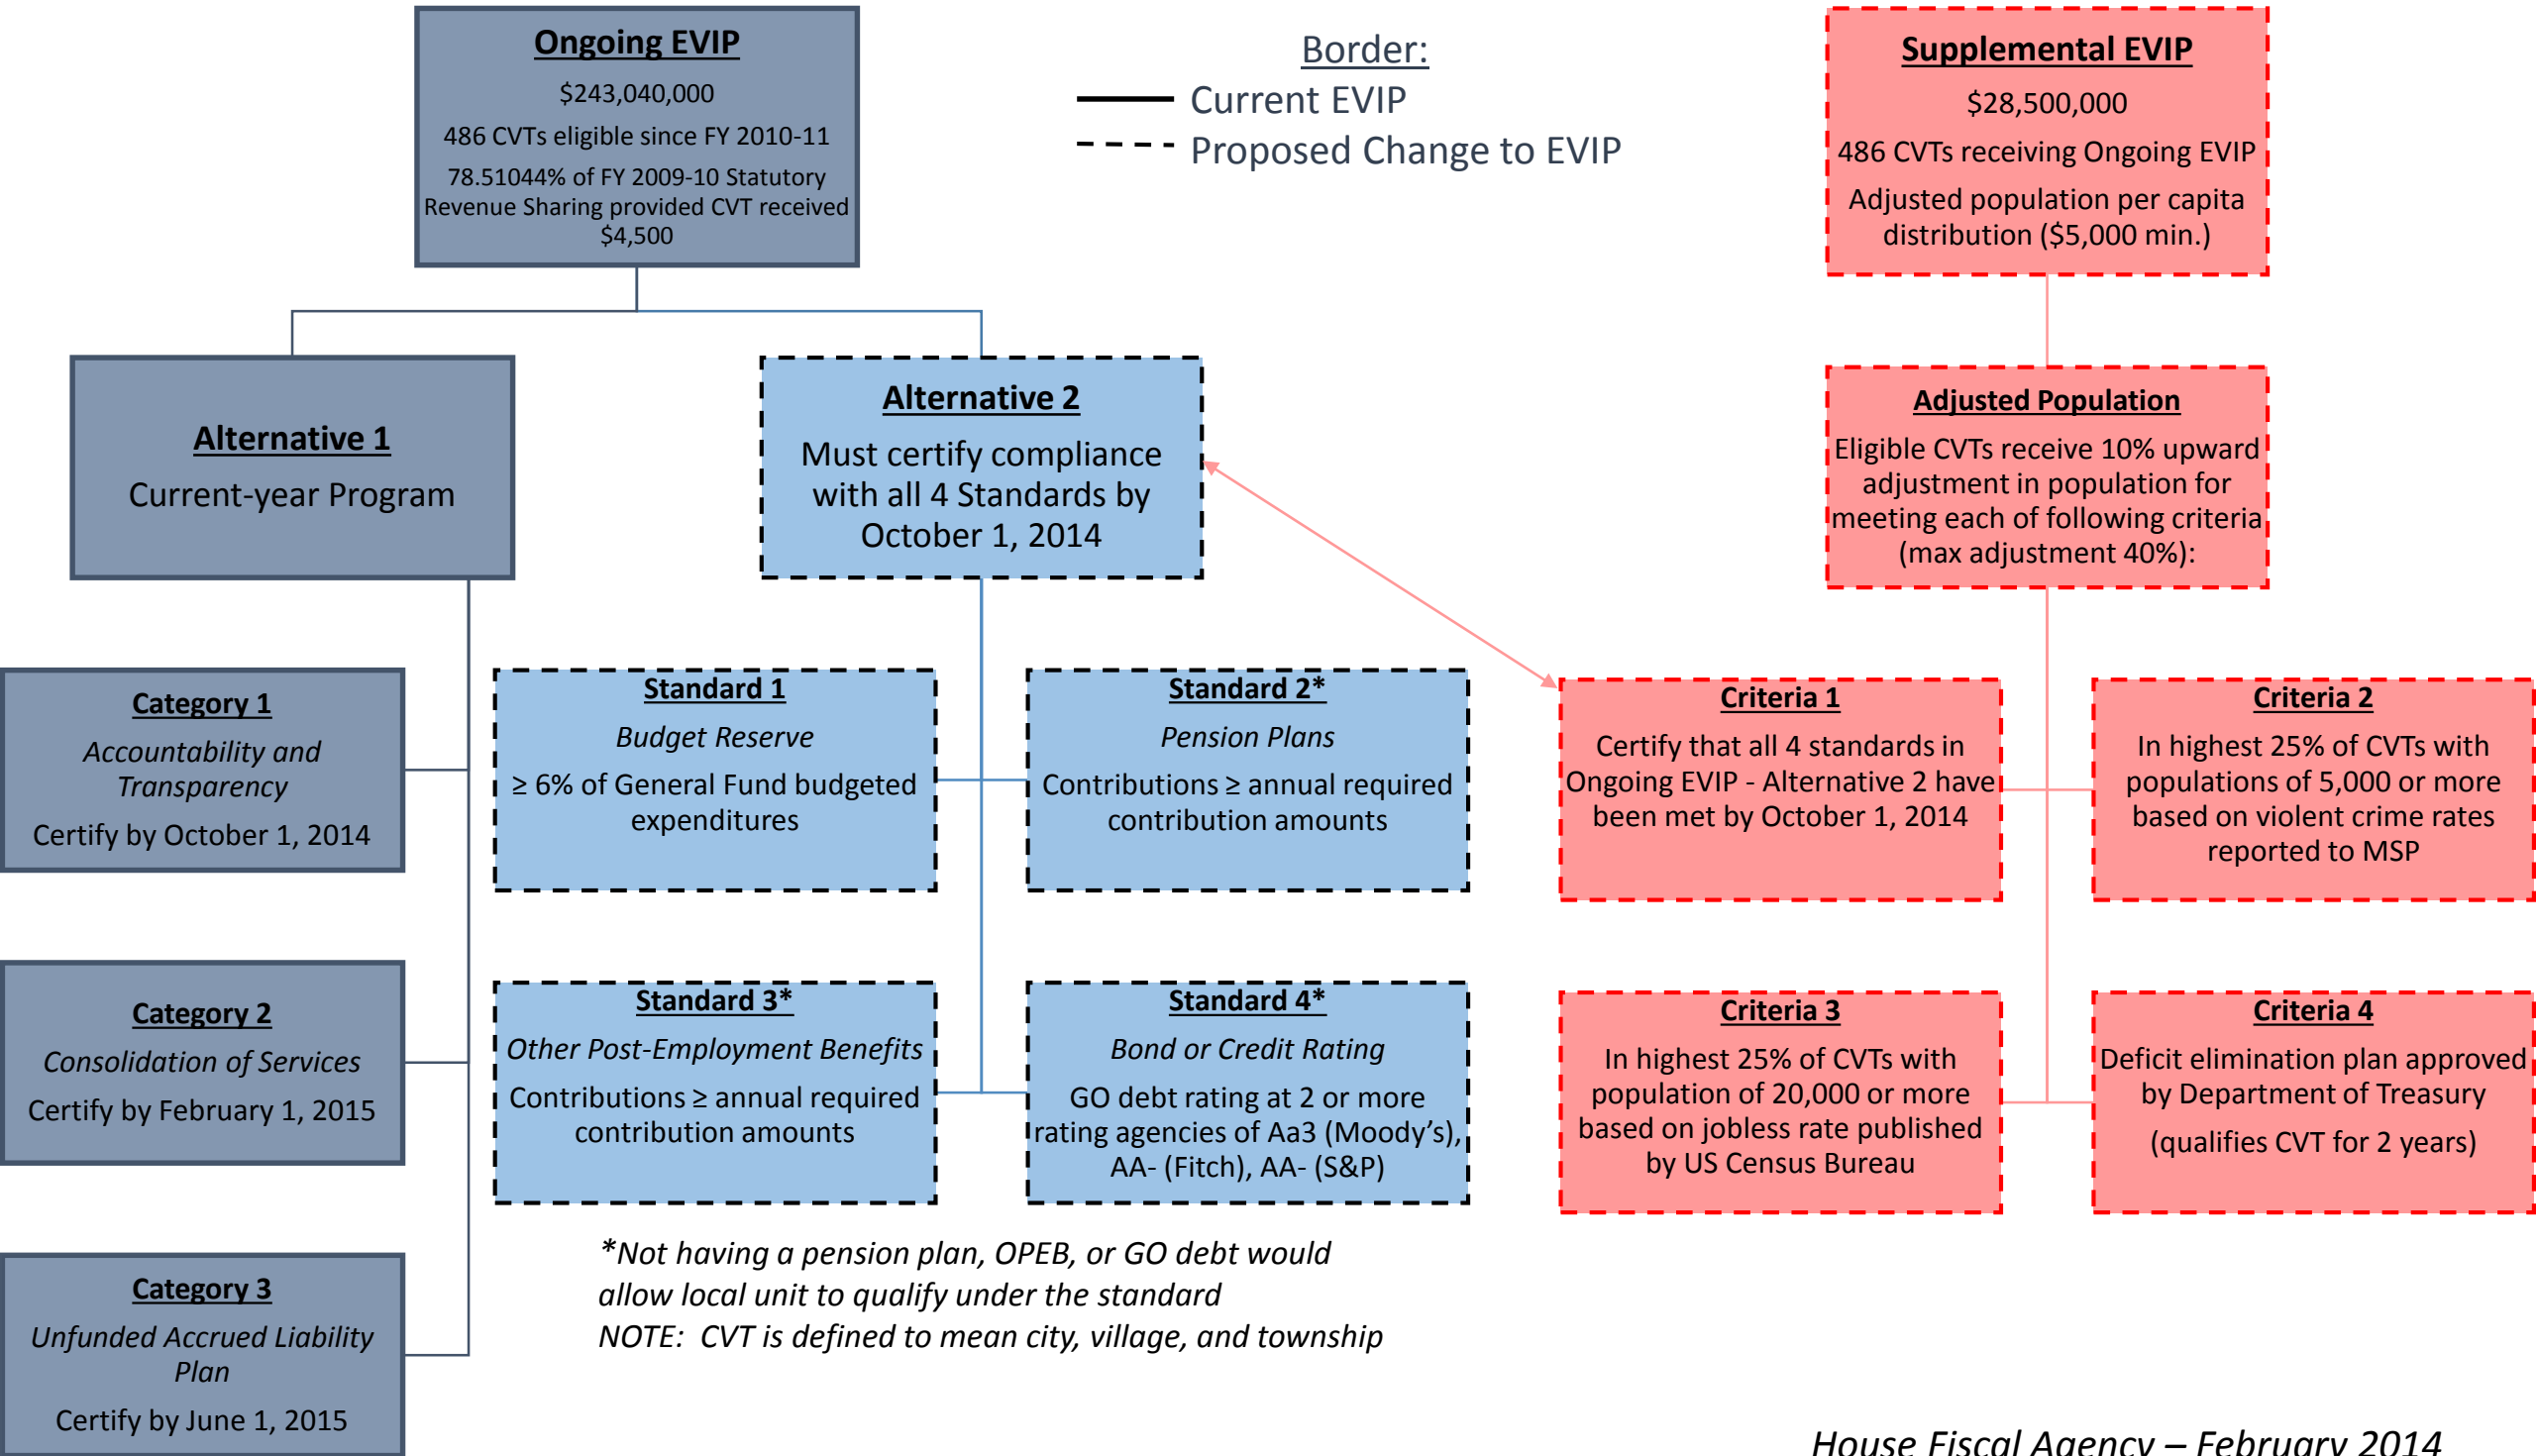 Ongoing EVIP
$243,040,000
486 CVTs eligible since FY 2010-11
78.51044% of FY 2009-10 Statutory
Revenue Sharing provided CVT received
$4,500
Border:
Current EVIP
Proposed Change to EVIP
Supplemental EVIP
$28,500,000
486 CVTs receiving Ongoing EVIP
Adjusted population per capita
distribution ($5,000 min.)
Alternative 1
Current-year Program
Alternative 2
Must certify compliance
with all 4 Standards by
October 1, 2014
Adjusted Population
Eligible CVTs receive 10% upward
adjustment in population for
meeting each of following criteria
(max adjustment 40%):
Category 1
Accountability and
Transparency
Certify by October 1, 2014
Standard 1
Budget Reserve
≥ 6% of General Fund budgeted
expenditures
Standard 2*
Pension Plans
Contributions ≥ annual required
contribution amounts
Criteria 1
Certify that all 4 standards in
Ongoing EVIP - Alternative 2 have
been met by October 1, 2014
Criteria 2
In highest 25% of CVTs with
populations of 5,000 or more
based on violent crime rates
reported to MSP
Category 2
Consolidation of Services
Certify by February 1, 2015
Standard 3*
Other Post-Employment Benefits
Contributions ≥ annual required
contribution amounts
Standard 4*
Bond or Credit Rating
GO debt rating at 2 or more
rating agencies of Aa3 (Moody's),
AA- (Fitch), AA- (S&P)
Criteria 3
In highest 25% of CVTs with
population of 20,000 or more
based on jobless rate published
by US Census Bureau
Criteria 4
Deficit elimination plan approved
by Department of Treasury
(qualifies CVT for 2 years)
Category 3
Unfunded Accrued Liability
Plan
Certify by June 1, 2015
*Not having a pension plan, OPEB, or GO debt would
allow local unit to qualify under the standard
NOTE: CVT is defined to mean city, village, and township
House Fiscal Agency – February 2014